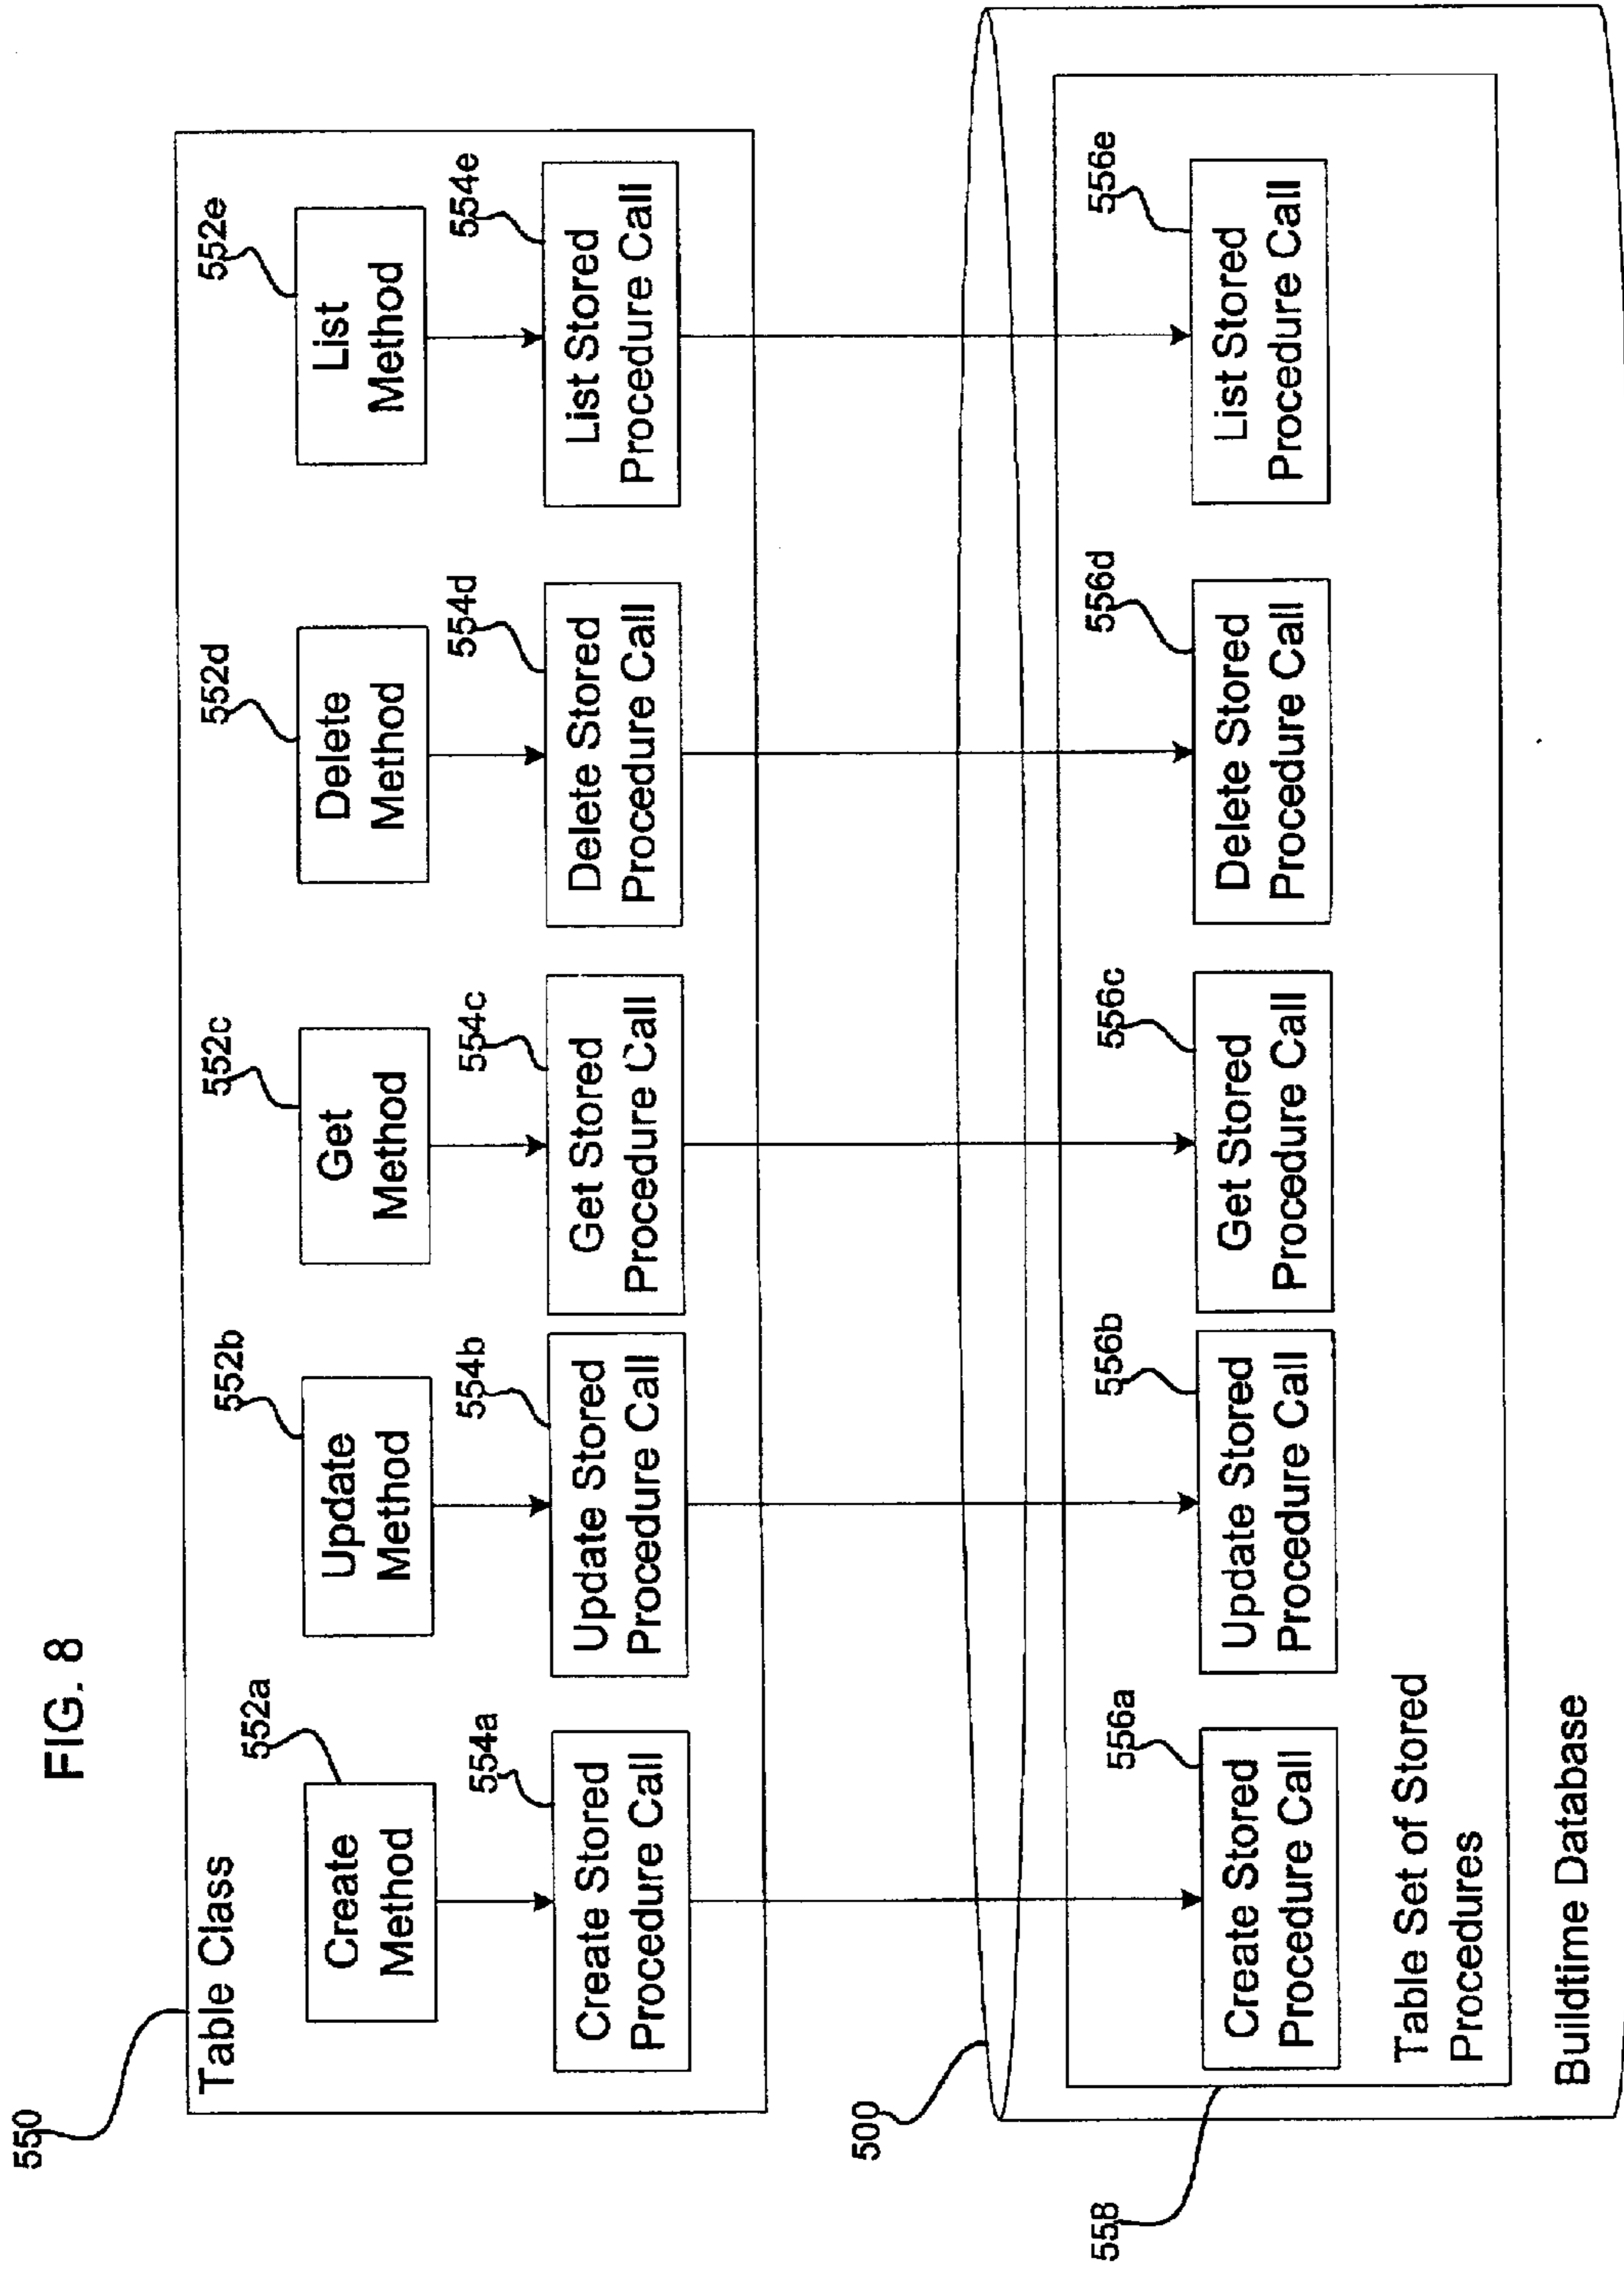 FIG. 8
550
Table Class
552a
Create
Method
552b
Update
Method
552c
Get
Method
552d
Delete
Method
552e
List
Method
554a
Create Stored
Procedure Call
554b
Update Stored
Procedure Call
554c
Get Stored
Procedure Call
554d
Delete Stored
Procedure Call
554e
List Stored
Procedure Call
500
558
556a
Create Stored
Procedure Call
556b
Update Stored
Procedure Call
556c
Get Stored
Procedure Call
556d
Delete Stored
Procedure Call
556e
List Stored
Procedure Call
Table Set of Stored
Procedures
Buildtime Database